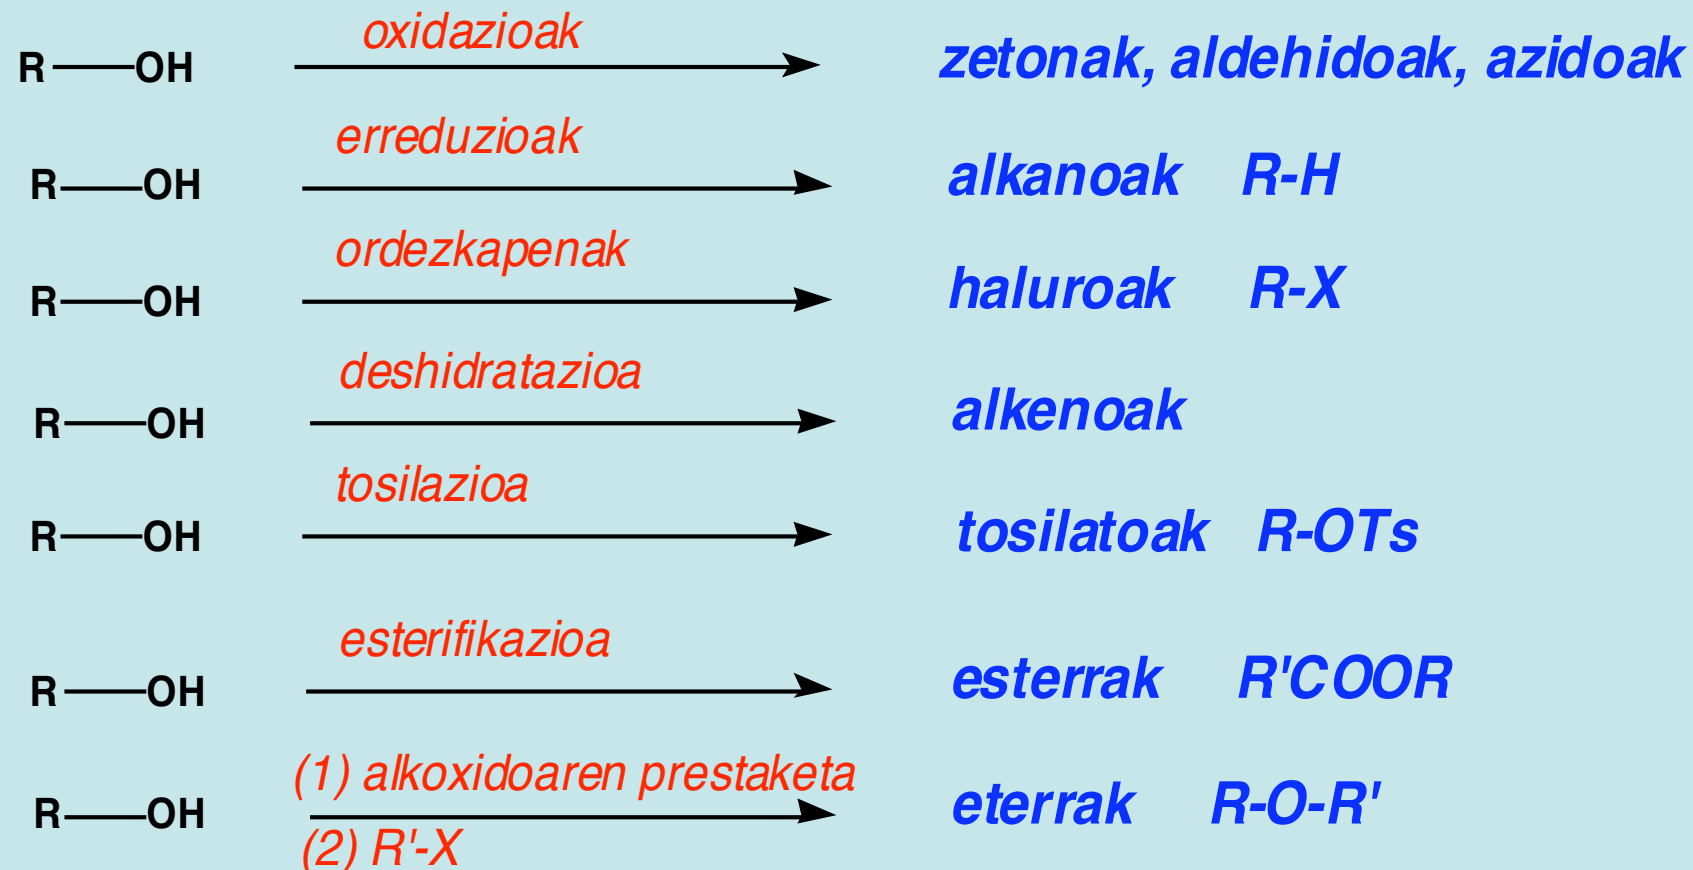 R—OH oxidazioak zetonak, aldehidoak, azidoak
R—OH erreduzioak alkanoak R-H
R—OH ordezkapenak haluroak R-X
R—OH deshidratazioa alkenoak
R—OH tosilazioa tosilatoak R-OTs
R—OH esterifikazioa esterrak R'COOR
R—OH (1) alkoxidoaren prestaketa eterrak R-O-R'
(2) R'-X